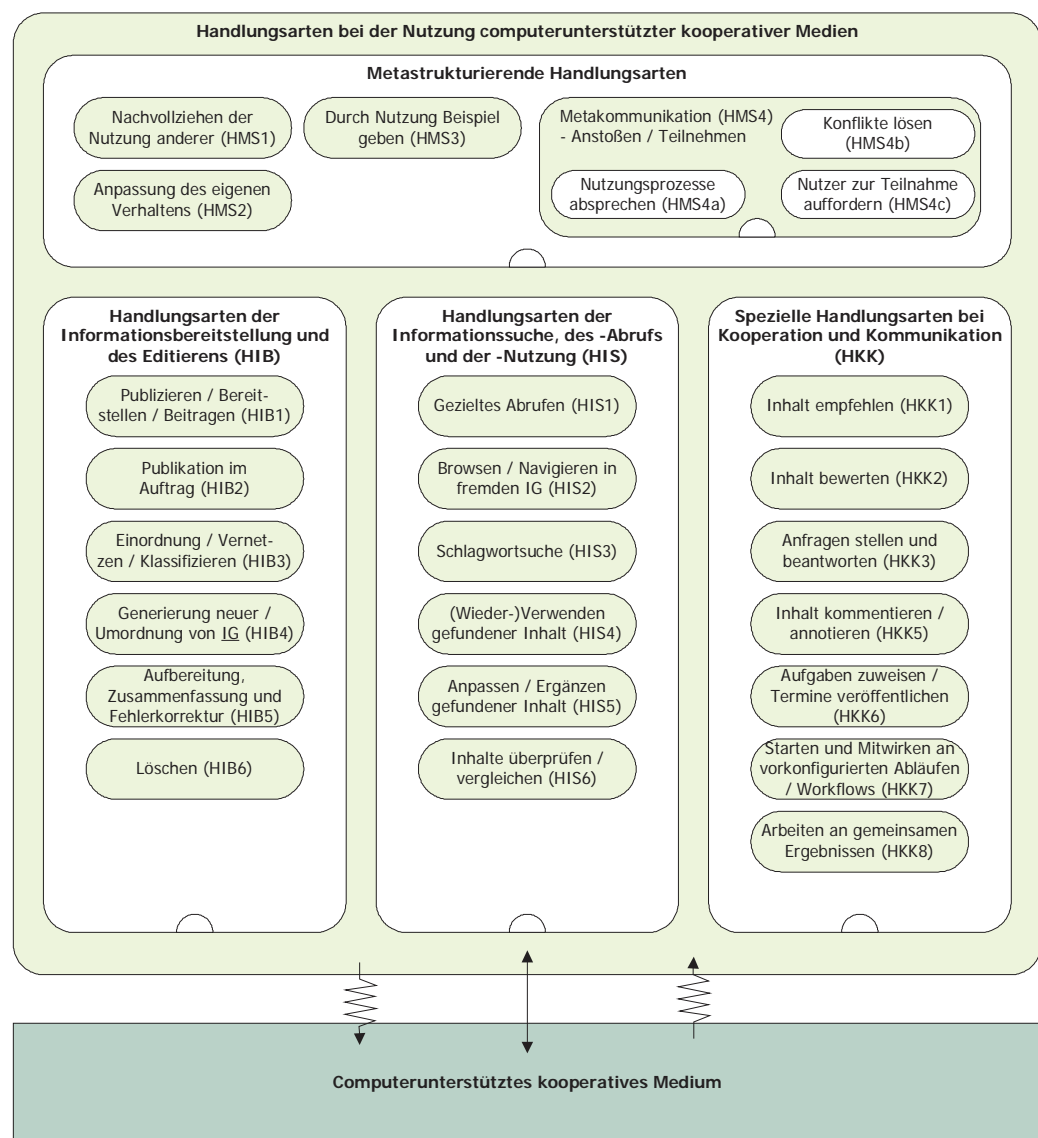 Handlungsarten bei der Nutzung computerunterstützter kooperativer Medien
Metastrukturierende Handlungsarten
Nachvollziehen der
Nutzung anderer (HMS1)
Anpassung des eigenen
Verhaltens (HMS2)
Durch Nutzung Beispiel
geben (HMS3)
Metakommunikation (HMS4)
- Anstoßen / Teilnehmen
Nutzungsprozesse
absprechen (HMS4a)
Konflikte lösen
(HMS4b)
Nutzer zur Teilnahme
auffordern (HMS4c)
Handlungsarten der
Informationsbereitstellung und
des Editierens (HIB)
Publizieren / Bereit-
stellen / Beitragen (HIB1)
Publikation im
Auftrag (HIB2)
Einordnung / Vernet-
zen / Klassifizieren (HIB3)
Generierung neuer /
Umordnung von IG (HIB4)
Aufbereitung,
Zusammenfassung und
Fehlerkorrektur (HIB5)
Löschen (HIB6)
Handlungsarten der
Informationssuche, des -Abrufs
und der -Nutzung (HIS)
Gezieltes Abrufen (HIS1)
Browsen / Navigieren in
fremden IG (HIS2)
Schlagwortsuche (HIS3)
(Wieder-)Verwenden
gefundener Inhalt (HIS4)
Anpassen / Ergänzen
gefundener Inhalt (HIS5)
Inhalte überprüfen /
vergleichen (HIS6)
Spezielle Handlungsarten bei
Kooperation und Kommunikation
(HKK)
Inhalt empfehlen (HKK1)
Inhalt bewerten (HKK2)
Anfragen stellen und
beantworten (HKK3)
Inhalt kommentieren /
annotieren (HKK5)
Aufgaben zuweisen /
Termine veröffentlichen
(HKK6)
Starten und Mitwirken an
vorkonfigurierten Abläufen
/ Workflows (HKK7)
Arbeiten an gemeinsamen
Ergebnissen (HKK8)
Computerunterstütztes kooperatives Medium